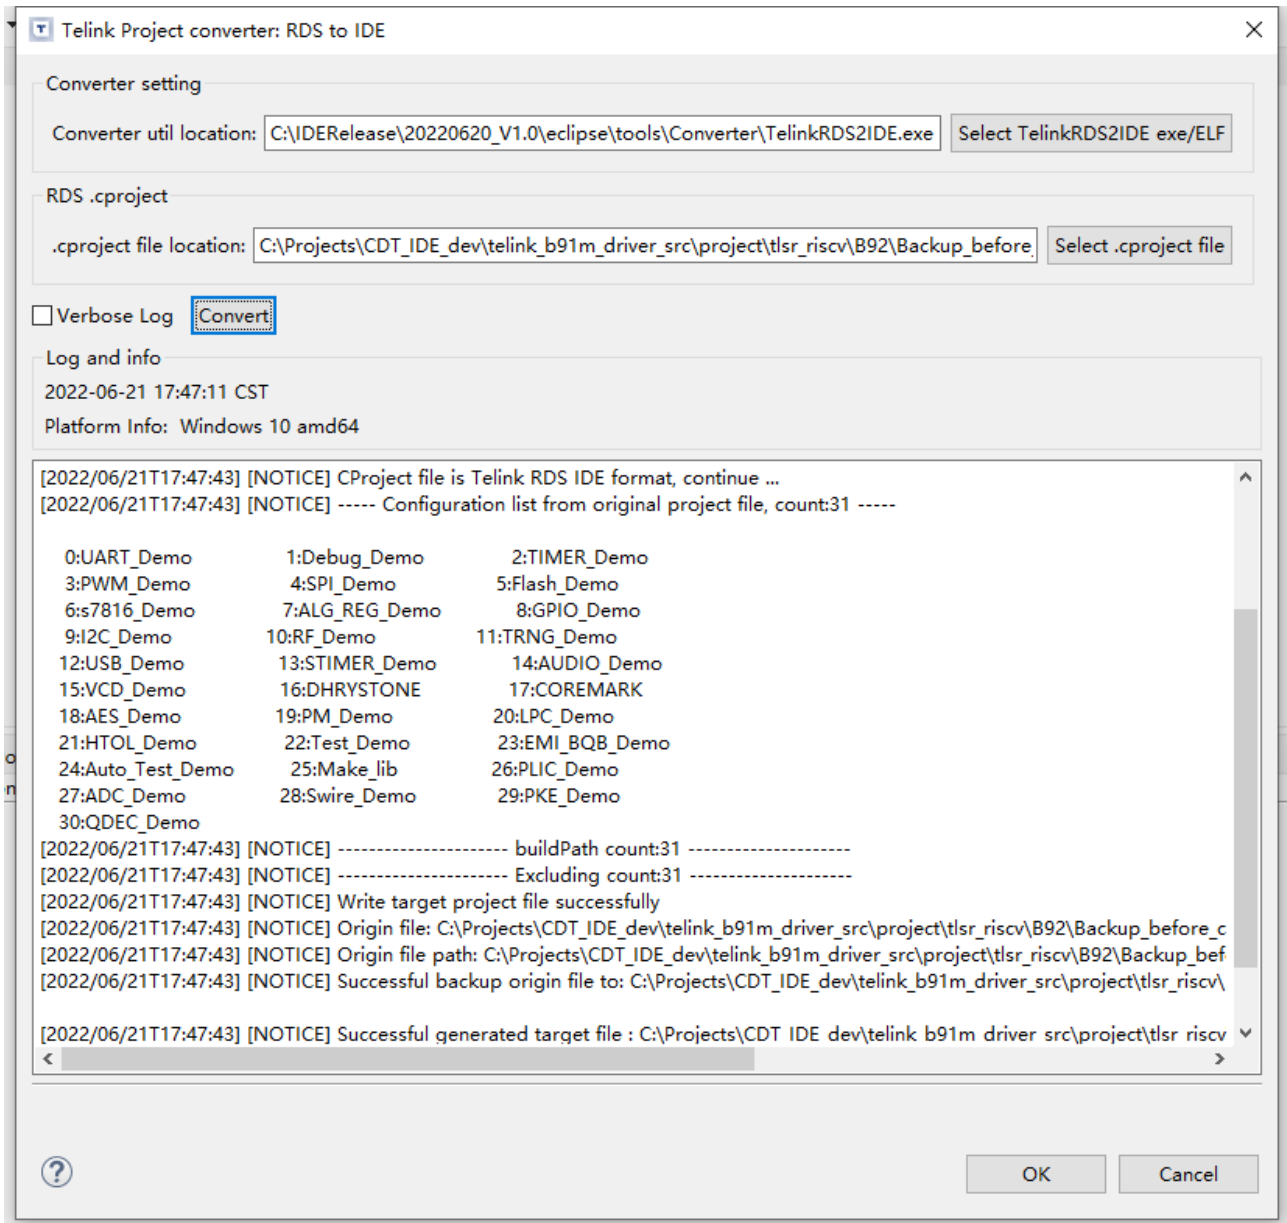 Telink Project converter: RDS to IDE
Converter setting
Converter util location: C:\IDERelease\20220620_V1.0\eclipse\tools\Converter\TelinkRDS2IDE.exe Select TelinkRDS2IDE exe/ELF
RDS .cproject
.cproject file location: C:\Projects\CDT_IDE_dev\telink_b91m_driver_src\project\tlsr_riscv\B92\Backup_before_ Select .cproject file
Verbose Log Convert
Log and info
2022-06-21 17:47:11 CST
Platform Info: Windows 10 amd64
[2022/06/21T17:47:43] [NOTICE] CProject file is Telink RDS IDE format, continue ...
[2022/06/21T17:47:43] [NOTICE] ----- Configuration list from original project file, count:31 -----
0:UART_Demo 1:Debug_Demo 2:TIMER_Demo
3:PWM_Demo 4:SPI_Demo 5:Flash_Demo
6:s7816_Demo 7:ALG_REG_Demo 8:GPIO_Demo
9:I2C_Demo 10:RF_Demo 11:TRNG_Demo
12:USB_Demo 13:STIMER_Demo 14:AUDIO_Demo
15:VCD_Demo 16:DHRYSTONE 17:COREMARK
18:AES_Demo 19:PM_Demo 20:LPC_Demo
21:HTOL_Demo 22:Test_Demo 23:EMI_BQB_Demo
24:Auto_Test_Demo 25:Make_lib 26:PLIC_Demo
27:ADC_Demo 28:Swire_Demo 29:PKE_Demo
30:QDEC_Demo
[2022/06/21T17:47:43] [NOTICE] ---------------------- buildPath count:31 ---------------------
[2022/06/21T17:47:43] [NOTICE] ---------------------- Excluding count:31 ---------------------
[2022/06/21T17:47:43] [NOTICE] Write target project file successfully
[2022/06/21T17:47:43] [NOTICE] Origin file: C:\Projects\CDT_IDE_dev\telink_b91m_driver_src\project\tlsr_riscv\B92\Backup_before_c
[2022/06/21T17:47:43] [NOTICE] Origin file path: C:\Projects\CDT_IDE_dev\telink_b91m_driver_src\project\tlsr_riscv\B92\Backup_bef
[2022/06/21T17:47:43] [NOTICE] Successful backup origin file to: C:\Projects\CDT_IDE_dev\telink_b91m_driver_src\project\tlsr_riscv\
[2022/06/21T17:47:43] [NOTICE] Successful generated target file : C:\Projects\CDT_IDE_dev\telink_b91m_driver_src\project\tlsr_riscv
OK Cancel